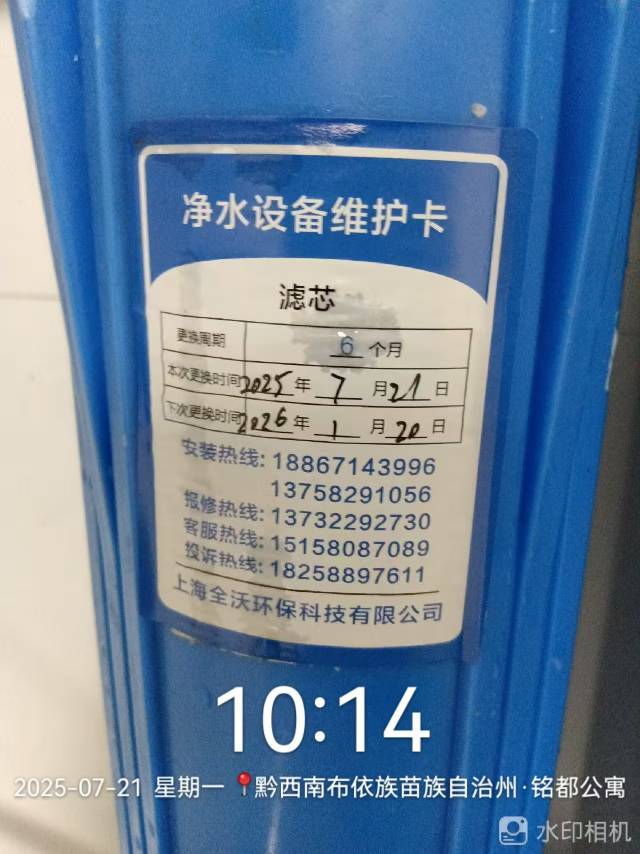 净水设备维护卡
滤芯
更换周期 6 个月
本次更换时间 2025 年 7 月 21 日
下次更换时间 2026 年 1 月 20 日
安装热线: 18867143996
13758291056
报修热线: 13732292730
客服热线: 15158087089
投诉热线: 18258897611
上海全沃环保科技有限公司
10:14
2025-07-21 星期一 黔西南布依族苗族自治州·铭都公寓
水印相机